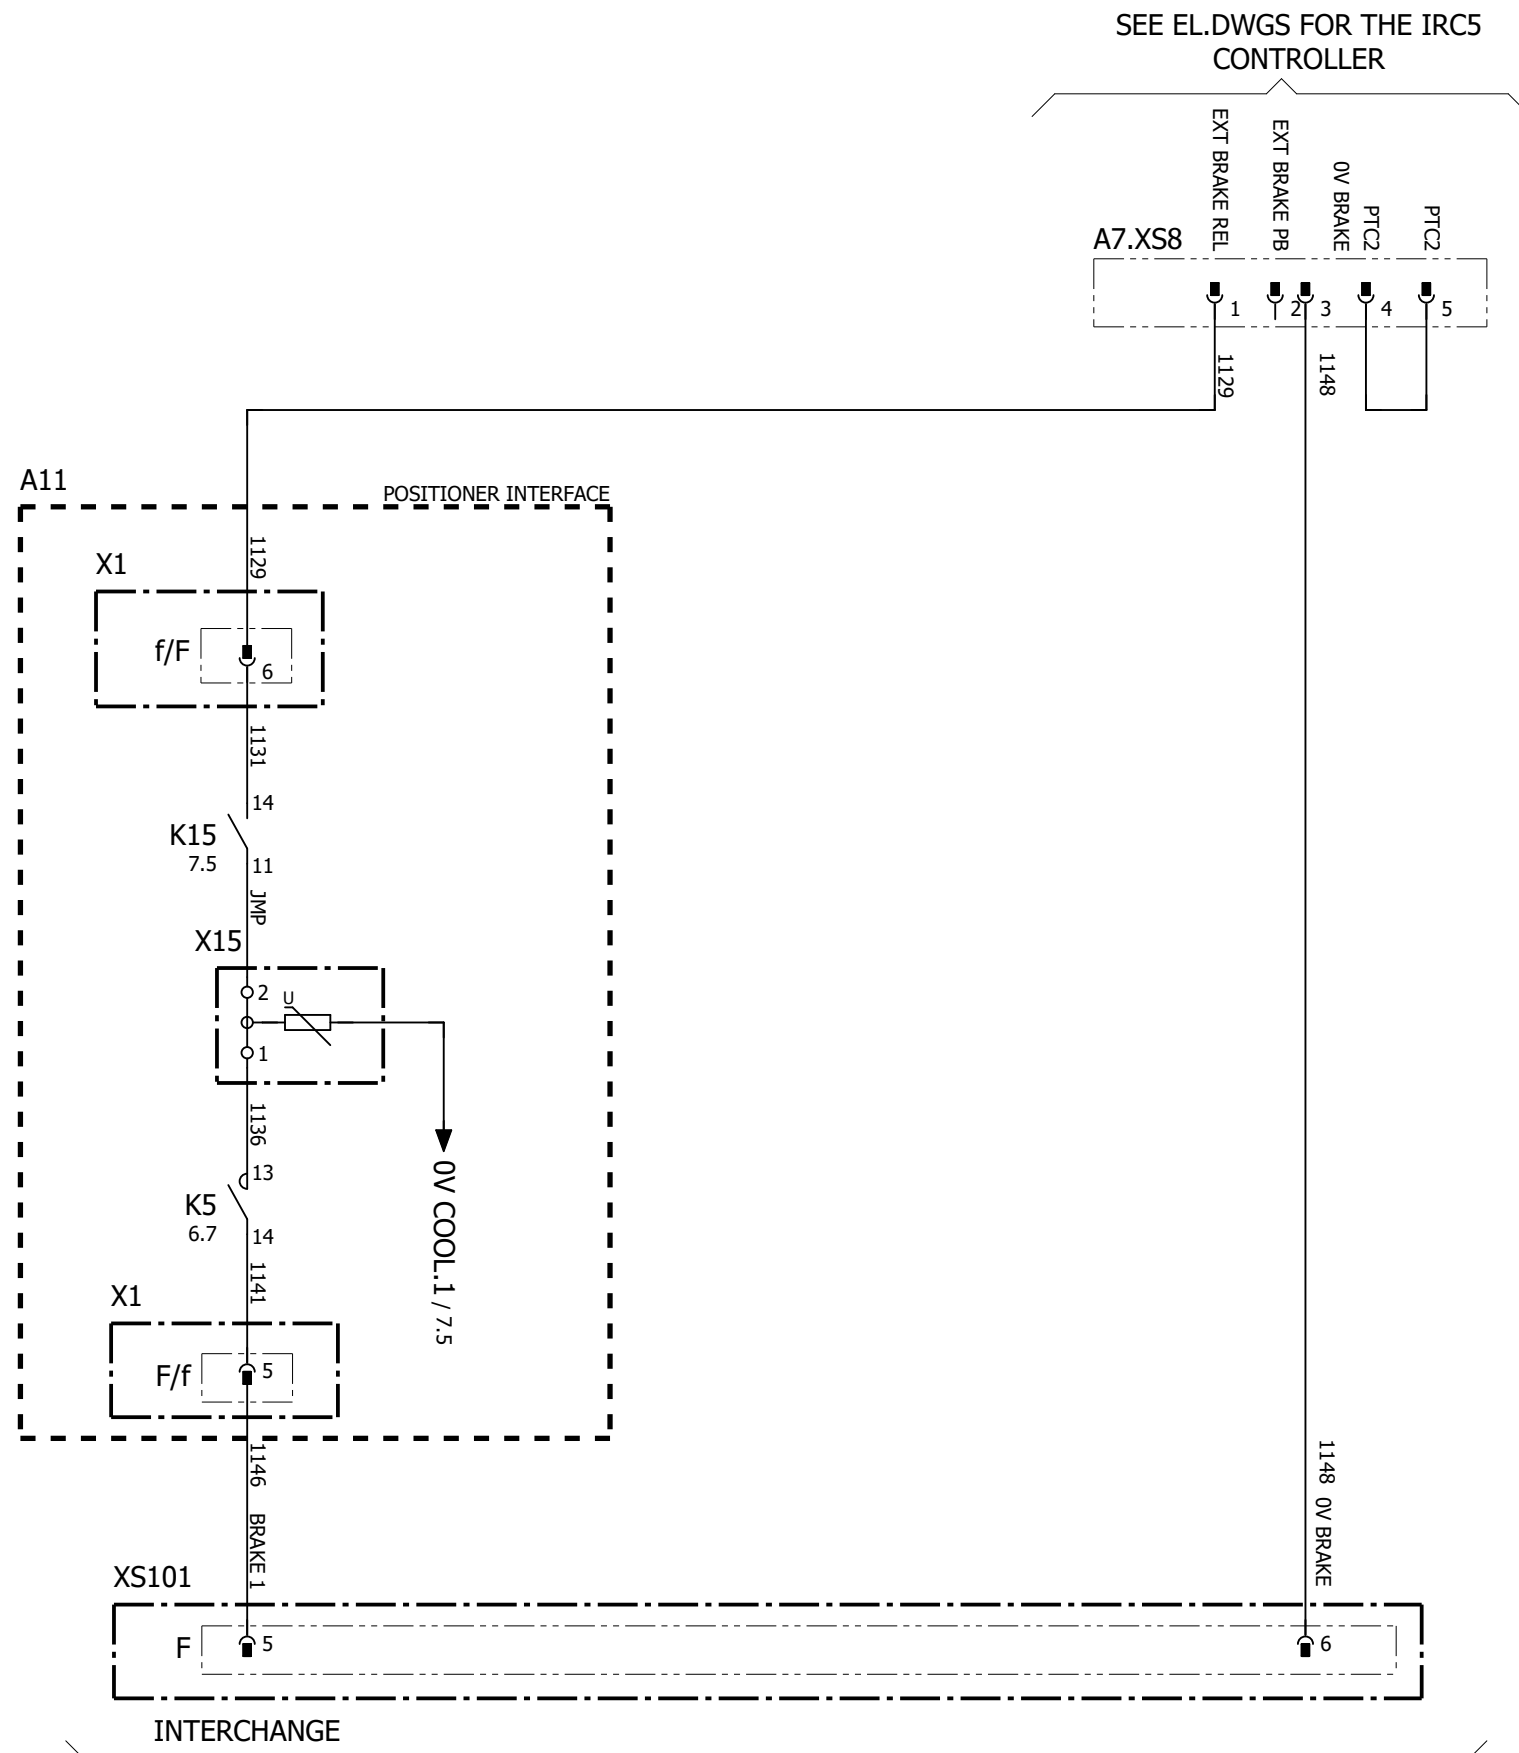 SEE EL.DWGS FOR THE IRC5
CONTROLLER
EXT BRAKE REL
EXT BRAKE PB
0V BRAKE
PTC2
PTC2
A7.XS8
1
2
3
4
5
1129
1148
A11
POSITIONER INTERFACE
1129
X1
f/F
6
1131
14
K15
7.5
11
JMP
X15
2
U
1
1136
13
K5
6.7
14
0V COOL.1 / 7.5
1141
X1
F/f
5
1146
BRAKE 1
1148
0V BRAKE
XS101
F
5
6
INTERCHANGE